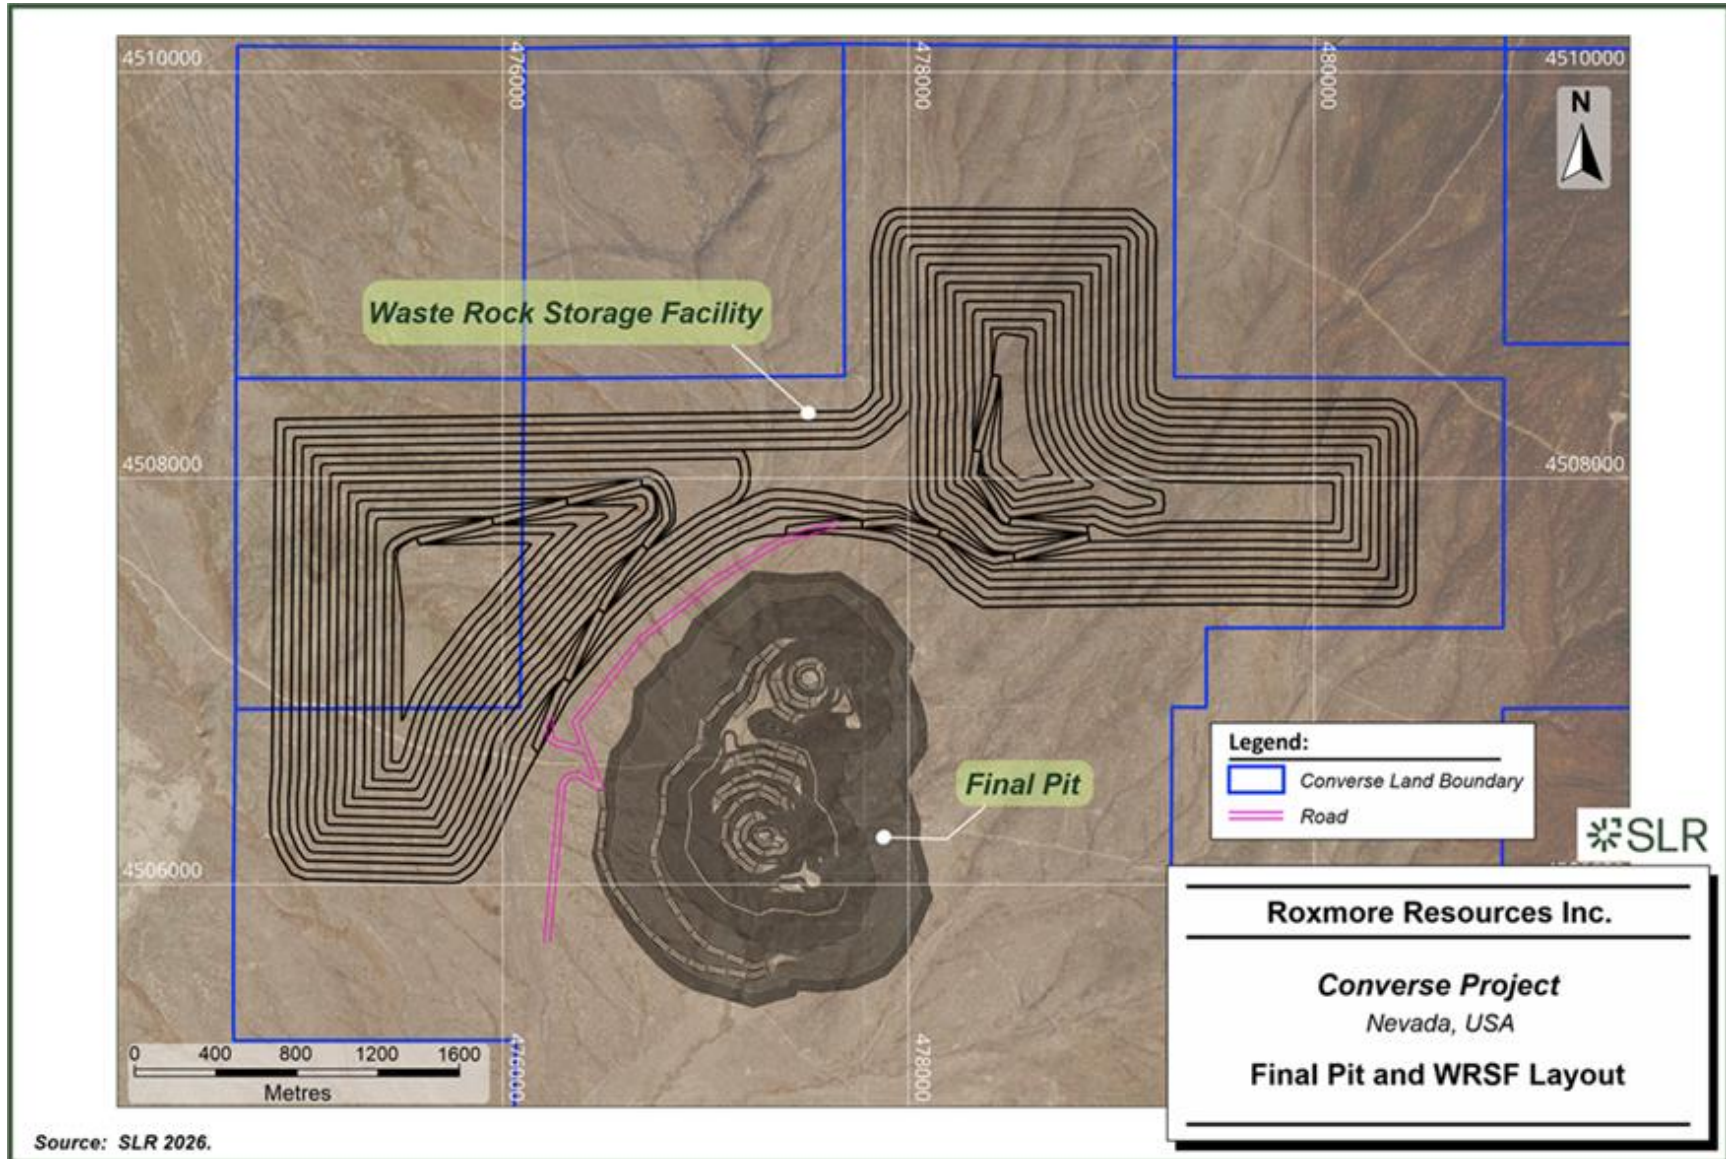 4510000
476000
478000
480000
4510000
N
Waste Rock Storage Facility
4508000
4508000
Legend:
Converse Land Boundary
Road
Final Pit
SLR
4506000
Roxmore Resources Inc.
Converse Project
Nevada, USA
Final Pit and WRSF Layout
0 400 800 1200 1600
Metres
476000
478000
Source: SLR 2026.